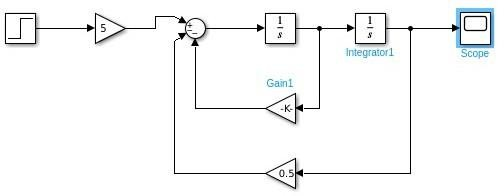 5
+
−
−
1
s
1
s
Integrator1
Scope
Gain1
-K-
0.5